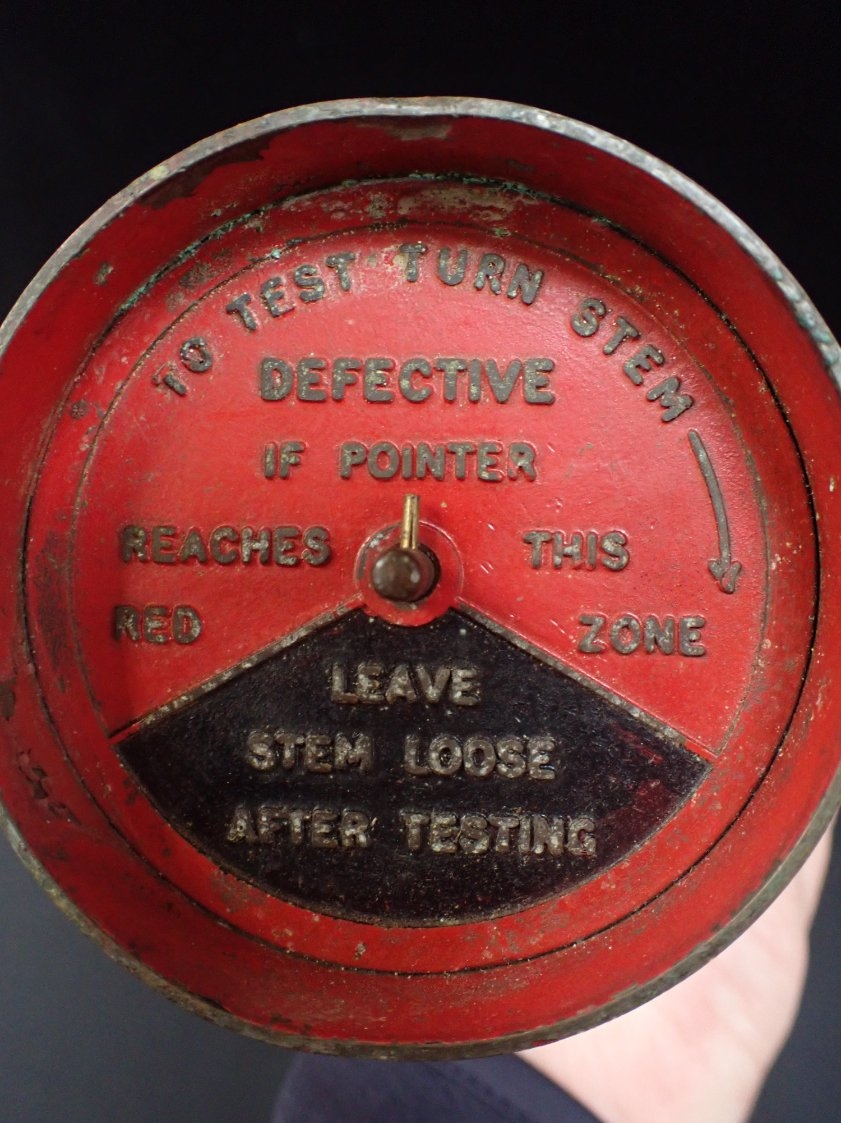 TO TEST TURN STEM
DEFECTIVE
IF POINTER
REACHES THIS
RED ZONE
LEAVE
STEM LOOSE
AFTER TESTING